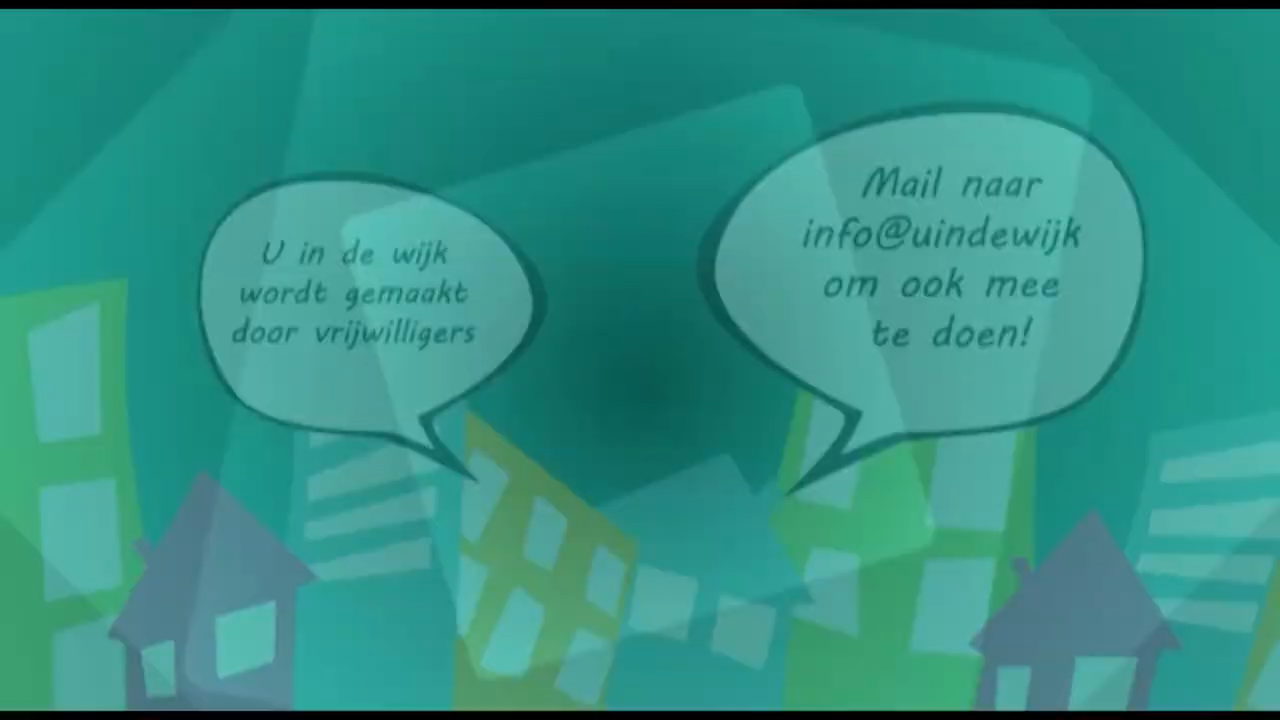 U in de wijk
wordt gemaakt
door vrijwilligers
Mail naar
info@uindewijk
om ook mee
te doen!